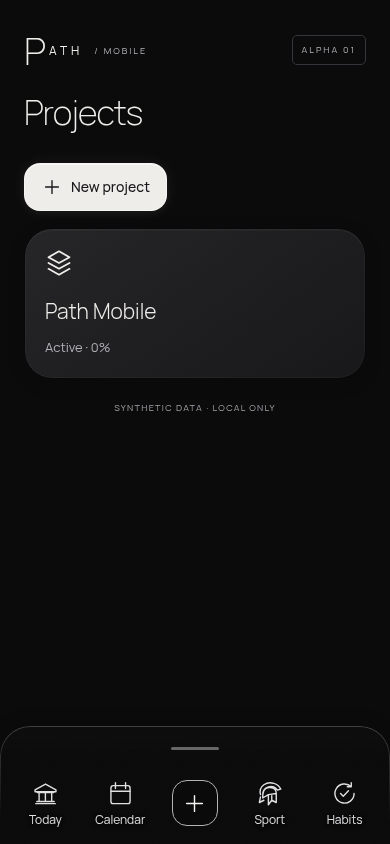 PATH / MOBILE
ALPHA 01
Projects
New project
Path Mobile
Active · 0%
SYNTHETIC DATA · LOCAL ONLY
Today
Calendar
Sport
Habits